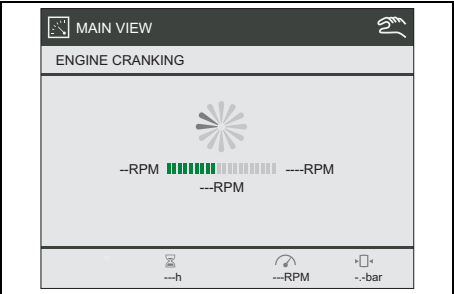 MAIN VIEW
ENGINE CRANKING
--RPM ----RPM
---RPM
---h ---RPM -.-bar